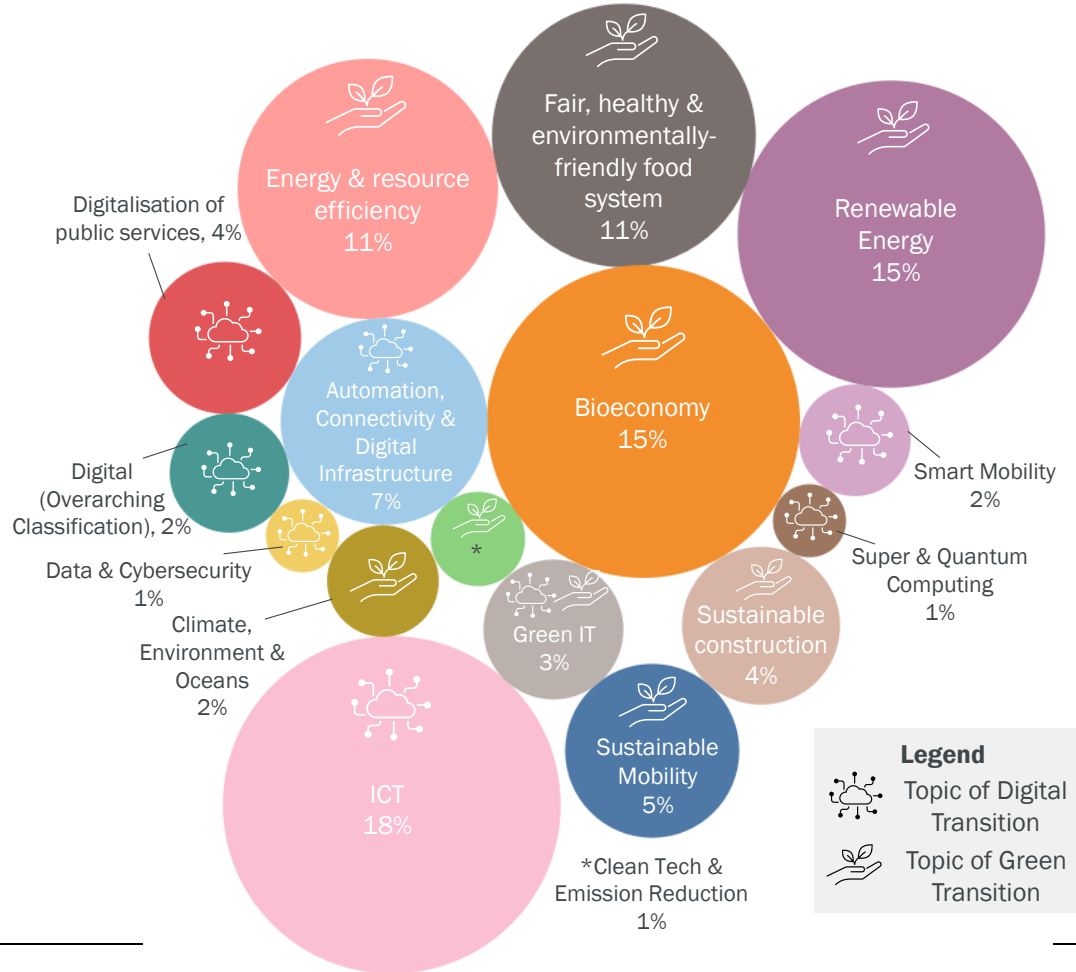 Fair, healthy &
environmentally-
friendly food
system
11%
Energy & resource
efficiency
11%
Renewable
Energy
15%
Digitalisation of
public services, 4%
Automation,
Connectivity &
Digital
Infrastructure
7%
Bioeconomy
15%
Digital
(Overarching
Classification), 2%
Smart Mobility
2%
Data & Cybersecurity
1%
*
Super & Quantum
Computing
1%
Climate,
Environment &
Oceans
2%
Green IT
3%
Sustainable
construction
4%
Sustainable
Mobility
5%
ICT
18%
*Clean Tech &
Emission Reduction
1%
Legend
Topic of Digital
Transition
Topic of Green
Transition